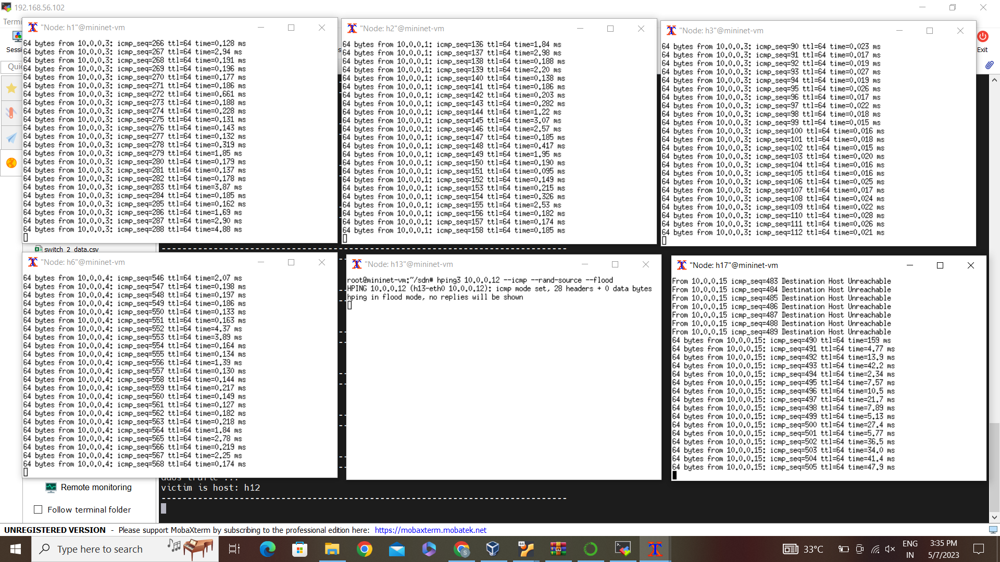 192.168.56.102
Termi
Sessi
Quic
Exit
"Node: h1"@mininet-vm
64 bytes from 10.0.0.3: icmp_seq=266 ttl=64 time=0.128 ms
64 bytes from 10.0.0.3: icmp_seq=267 ttl=64 time=2.94 ms
64 bytes from 10.0.0.3: icmp_seq=268 ttl=64 time=0.191 ms
64 bytes from 10.0.0.3: icmp_seq=269 ttl=64 time=0.196 ms
64 bytes from 10.0.0.3: icmp_seq=270 ttl=64 time=0.177 ms
64 bytes from 10.0.0.3: icmp_seq=271 ttl=64 time=0.186 ms
64 bytes from 10.0.0.3: icmp_seq=272 ttl=64 time=0.661 ms
64 bytes from 10.0.0.3: icmp_seq=273 ttl=64 time=0.188 ms
64 bytes from 10.0.0.3: icmp_seq=274 ttl=64 time=0.228 ms
64 bytes from 10.0.0.3: icmp_seq=275 ttl=64 time=0.131 ms
64 bytes from 10.0.0.3: icmp_seq=276 ttl=64 time=0.143 ms
64 bytes from 10.0.0.3: icmp_seq=277 ttl=64 time=0.132 ms
64 bytes from 10.0.0.3: icmp_seq=278 ttl=64 time=0.319 ms
64 bytes from 10.0.0.3: icmp_seq=279 ttl=64 time=1.85 ms
64 bytes from 10.0.0.3: icmp_seq=280 ttl=64 time=0.179 ms
64 bytes from 10.0.0.3: icmp_seq=281 ttl=64 time=0.137 ms
64 bytes from 10.0.0.3: icmp_seq=282 ttl=64 time=0.178 ms
64 bytes from 10.0.0.3: icmp_seq=283 ttl=64 time=3.87 ms
64 bytes from 10.0.0.3: icmp_seq=284 ttl=64 time=0.185 ms
64 bytes from 10.0.0.3: icmp_seq=285 ttl=64 time=0.162 ms
64 bytes from 10.0.0.3: icmp_seq=286 ttl=64 time=1.69 ms
64 bytes from 10.0.0.3: icmp_seq=287 ttl=64 time=2.90 ms
64 bytes from 10.0.0.3: icmp_seq=288 ttl=64 time=4.88 ms
"Node: h2"@mininet-vm
64 bytes from 10.0.0.1: icmp_seq=136 ttl=64 time=1.84 ms
64 bytes from 10.0.0.1: icmp_seq=137 ttl=64 time=2.98 ms
64 bytes from 10.0.0.1: icmp_seq=138 ttl=64 time=0.188 ms
64 bytes from 10.0.0.1: icmp_seq=139 ttl=64 time=2.20 ms
64 bytes from 10.0.0.1: icmp_seq=140 ttl=64 time=0.138 ms
64 bytes from 10.0.0.1: icmp_seq=141 ttl=64 time=0.186 ms
64 bytes from 10.0.0.1: icmp_seq=142 ttl=64 time=0.203 ms
64 bytes from 10.0.0.1: icmp_seq=143 ttl=64 time=0.282 ms
64 bytes from 10.0.0.1: icmp_seq=144 ttl=64 time=1.22 ms
64 bytes from 10.0.0.1: icmp_seq=145 ttl=64 time=3.07 ms
64 bytes from 10.0.0.1: icmp_seq=146 ttl=64 time=2.57 ms
64 bytes from 10.0.0.1: icmp_seq=147 ttl=64 time=0.185 ms
64 bytes from 10.0.0.1: icmp_seq=148 ttl=64 time=0.417 ms
64 bytes from 10.0.0.1: icmp_seq=149 ttl=64 time=1.95 ms
64 bytes from 10.0.0.1: icmp_seq=150 ttl=64 time=0.190 ms
64 bytes from 10.0.0.1: icmp_seq=151 ttl=64 time=0.095 ms
64 bytes from 10.0.0.1: icmp_seq=152 ttl=64 time=0.149 ms
64 bytes from 10.0.0.1: icmp_seq=153 ttl=64 time=0.215 ms
64 bytes from 10.0.0.1: icmp_seq=154 ttl=64 time=0.326 ms
64 bytes from 10.0.0.1: icmp_seq=155 ttl=64 time=2.53 ms
64 bytes from 10.0.0.1: icmp_seq=156 ttl=64 time=0.182 ms
64 bytes from 10.0.0.1: icmp_seq=157 ttl=64 time=0.174 ms
64 bytes from 10.0.0.1: icmp_seq=158 ttl=64 time=0.185 ms
"Node: h3"@mininet-vm
64 bytes from 10.0.0.3: icmp_seq=90 ttl=64 time=0.023 ms
64 bytes from 10.0.0.3: icmp_seq=91 ttl=64 time=0.017 ms
64 bytes from 10.0.0.3: icmp_seq=92 ttl=64 time=0.019 ms
64 bytes from 10.0.0.3: icmp_seq=93 ttl=64 time=0.027 ms
64 bytes from 10.0.0.3: icmp_seq=94 ttl=64 time=0.019 ms
64 bytes from 10.0.0.3: icmp_seq=95 ttl=64 time=0.026 ms
64 bytes from 10.0.0.3: icmp_seq=96 ttl=64 time=0.017 ms
64 bytes from 10.0.0.3: icmp_seq=97 ttl=64 time=0.022 ms
64 bytes from 10.0.0.3: icmp_seq=98 ttl=64 time=0.018 ms
64 bytes from 10.0.0.3: icmp_seq=99 ttl=64 time=0.015 ms
64 bytes from 10.0.0.3: icmp_seq=100 ttl=64 time=0.016 ms
64 bytes from 10.0.0.3: icmp_seq=101 ttl=64 time=0.018 ms
64 bytes from 10.0.0.3: icmp_seq=102 ttl=64 time=0.015 ms
64 bytes from 10.0.0.3: icmp_seq=103 ttl=64 time=0.020 ms
64 bytes from 10.0.0.3: icmp_seq=104 ttl=64 time=0.016 ms
64 bytes from 10.0.0.3: icmp_seq=105 ttl=64 time=0.016 ms
64 bytes from 10.0.0.3: icmp_seq=106 ttl=64 time=0.025 ms
64 bytes from 10.0.0.3: icmp_seq=107 ttl=64 time=0.017 ms
64 bytes from 10.0.0.3: icmp_seq=108 ttl=64 time=0.024 ms
64 bytes from 10.0.0.3: icmp_seq=109 ttl=64 time=0.022 ms
64 bytes from 10.0.0.3: icmp_seq=110 ttl=64 time=0.028 ms
64 bytes from 10.0.0.3: icmp_seq=111 ttl=64 time=0.026 ms
64 bytes from 10.0.0.3: icmp_seq=112 ttl=64 time=0.021 ms
switch_2_data.csv
"Node: h6"@mininet-vm
64 bytes from 10.0.0.4: icmp_seq=546 ttl=64 time=2.07 ms
64 bytes from 10.0.0.4: icmp_seq=547 ttl=64 time=0.198 ms
64 bytes from 10.0.0.4: icmp_seq=548 ttl=64 time=0.197 ms
64 bytes from 10.0.0.4: icmp_seq=549 ttl=64 time=0.186 ms
64 bytes from 10.0.0.4: icmp_seq=550 ttl=64 time=0.133 ms
64 bytes from 10.0.0.4: icmp_seq=551 ttl=64 time=0.163 ms
64 bytes from 10.0.0.4: icmp_seq=552 ttl=64 time=4.37 ms
64 bytes from 10.0.0.4: icmp_seq=553 ttl=64 time=3.89 ms
64 bytes from 10.0.0.4: icmp_seq=554 ttl=64 time=0.164 ms
64 bytes from 10.0.0.4: icmp_seq=555 ttl=64 time=0.134 ms
64 bytes from 10.0.0.4: icmp_seq=556 ttl=64 time=1.39 ms
64 bytes from 10.0.0.4: icmp_seq=557 ttl=64 time=0.130 ms
64 bytes from 10.0.0.4: icmp_seq=558 ttl=64 time=0.144 ms
64 bytes from 10.0.0.4: icmp_seq=559 ttl=64 time=0.217 ms
64 bytes from 10.0.0.4: icmp_seq=560 ttl=64 time=0.149 ms
64 bytes from 10.0.0.4: icmp_seq=561 ttl=64 time=0.127 ms
64 bytes from 10.0.0.4: icmp_seq=562 ttl=64 time=0.182 ms
64 bytes from 10.0.0.4: icmp_seq=563 ttl=64 time=0.218 ms
64 bytes from 10.0.0.4: icmp_seq=564 ttl=64 time=1.84 ms
64 bytes from 10.0.0.4: icmp_seq=565 ttl=64 time=2.78 ms
64 bytes from 10.0.0.4: icmp_seq=566 ttl=64 time=0.219 ms
64 bytes from 10.0.0.4: icmp_seq=567 ttl=64 time=2.25 ms
64 bytes from 10.0.0.4: icmp_seq=568 ttl=64 time=0.174 ms
"Node: h13"@mininet-vm
root@mininet-vm:~/sdn# hping3 10.0.0.12 --icmp --rand-source --flood
HPING 10.0.0.12 (h13-eth0 10.0.0.12): icmp mode set, 28 headers + 0 data bytes
hping in flood mode, no replies will be shown
"Node: h17"@mininet-vm
From 10.0.0.15 icmp_seq=483 Destination Host Unreachable
From 10.0.0.15 icmp_seq=484 Destination Host Unreachable
From 10.0.0.15 icmp_seq=485 Destination Host Unreachable
From 10.0.0.15 icmp_seq=486 Destination Host Unreachable
From 10.0.0.15 icmp_seq=487 Destination Host Unreachable
From 10.0.0.15 icmp_seq=488 Destination Host Unreachable
From 10.0.0.15 icmp_seq=489 Destination Host Unreachable
64 bytes from 10.0.0.15: icmp_seq=490 ttl=64 time=159 ms
64 bytes from 10.0.0.15: icmp_seq=491 ttl=64 time=4.77 ms
64 bytes from 10.0.0.15: icmp_seq=492 ttl=64 time=13.9 ms
64 bytes from 10.0.0.15: icmp_seq=493 ttl=64 time=42.2 ms
64 bytes from 10.0.0.15: icmp_seq=494 ttl=64 time=2.34 ms
64 bytes from 10.0.0.15: icmp_seq=495 ttl=64 time=7.57 ms
64 bytes from 10.0.0.15: icmp_seq=496 ttl=64 time=10.5 ms
64 bytes from 10.0.0.15: icmp_seq=497 ttl=64 time=21.7 ms
64 bytes from 10.0.0.15: icmp_seq=498 ttl=64 time=7.89 ms
64 bytes from 10.0.0.15: icmp_seq=499 ttl=64 time=5.13 ms
64 bytes from 10.0.0.15: icmp_seq=500 ttl=64 time=27.4 ms
64 bytes from 10.0.0.15: icmp_seq=501 ttl=64 time=5.77 ms
64 bytes from 10.0.0.15: icmp_seq=502 ttl=64 time=36.5 ms
64 bytes from 10.0.0.15: icmp_seq=503 ttl=64 time=34.0 ms
64 bytes from 10.0.0.15: icmp_seq=504 ttl=64 time=41.4 ms
64 bytes from 10.0.0.15: icmp_seq=505 ttl=64 time=47.9 ms
ddos trafic ...
victim is host: h12
Remote monitoring
Follow terminal folder
UNREGISTERED VERSION - Please support MobaXterm by subscribing to the professional edition here: https://mobaxterm.mobatek.net
Type here to search
33°C
ENG
IN
3:35 PM
5/7/2023